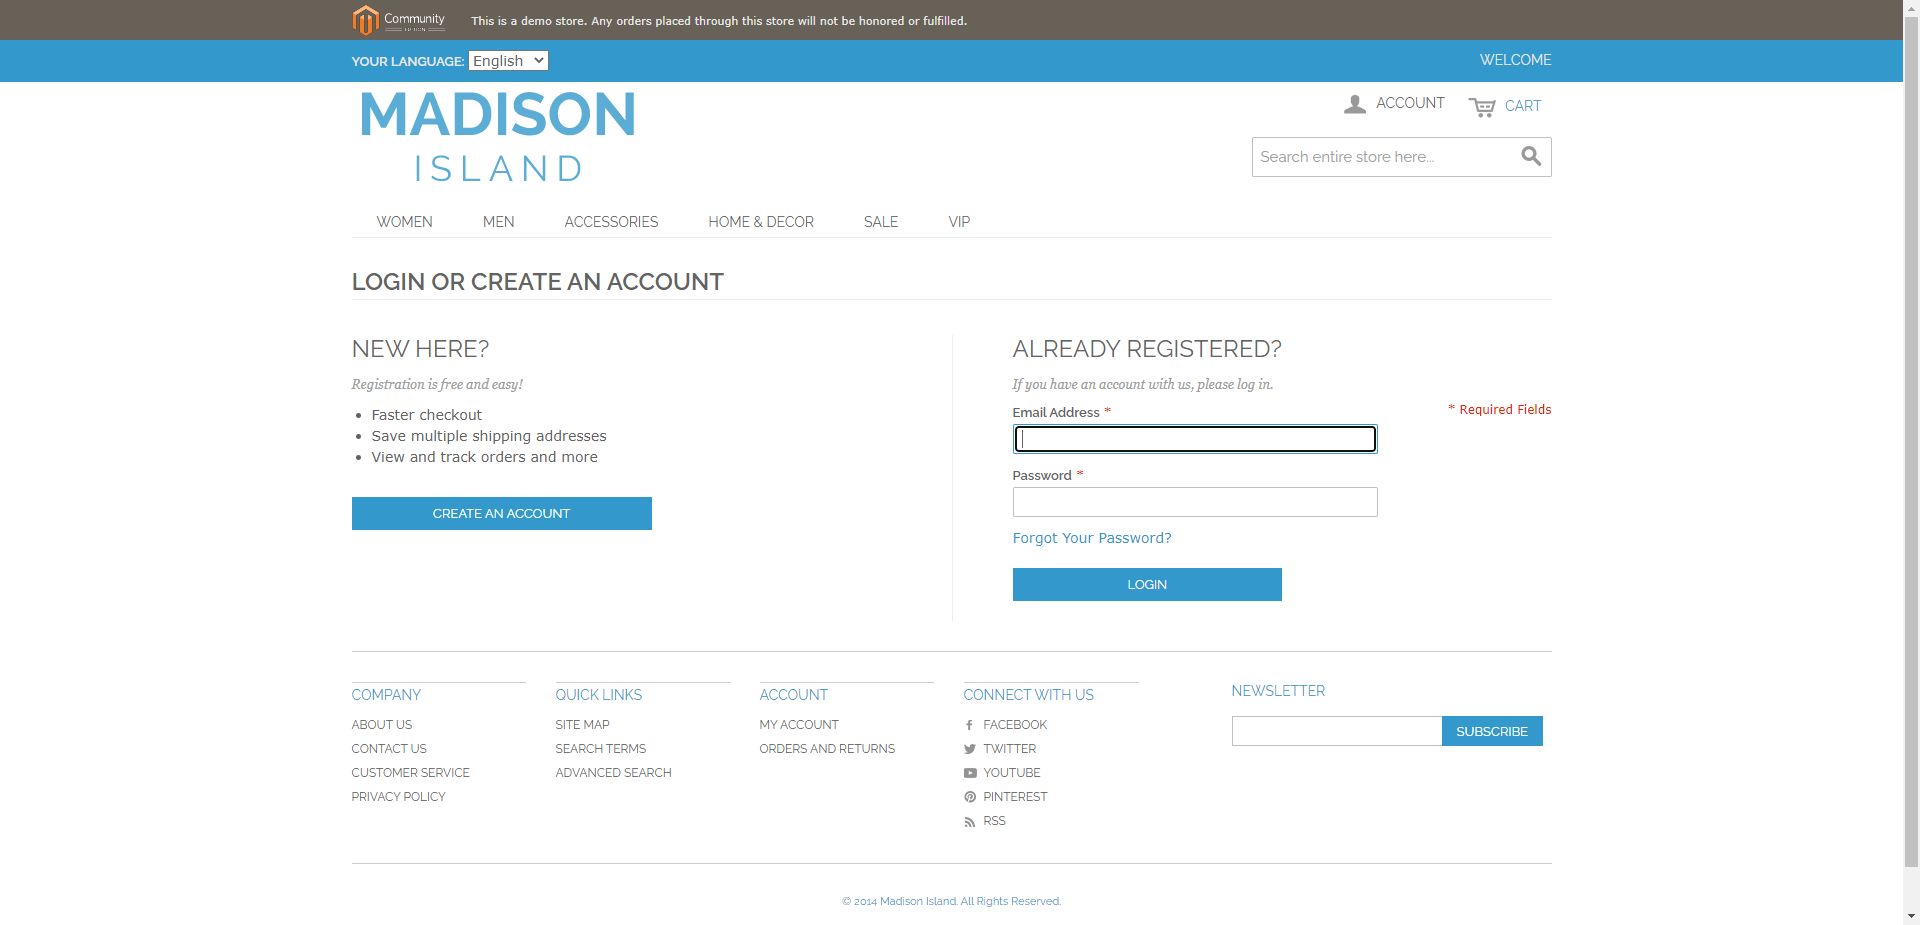 Community
This is a demo store. Any orders placed through this store will not be honored or fulfilled.
YOUR LANGUAGE: English
WELCOME
MADISON
ISLAND
ACCOUNT
CART
Search entire store here...
WOMEN MEN ACCESSORIES HOME & DECOR SALE VIP
LOGIN OR CREATE AN ACCOUNT
NEW HERE?
Registration is free and easy!
• Faster checkout
• Save multiple shipping addresses
• View and track orders and more
CREATE AN ACCOUNT
ALREADY REGISTERED?
If you have an account with us, please log in.
* Required Fields
Email Address *
Password *
Forgot Your Password?
LOGIN
COMPANY
ABOUT US
CONTACT US
CUSTOMER SERVICE
PRIVACY POLICY
QUICK LINKS
SITE MAP
SEARCH TERMS
ADVANCED SEARCH
ACCOUNT
MY ACCOUNT
ORDERS AND RETURNS
CONNECT WITH US
FACEBOOK
TWITTER
YOUTUBE
PINTEREST
RSS
NEWSLETTER
SUBSCRIBE
© 2014 Madison Island. All Rights Reserved.